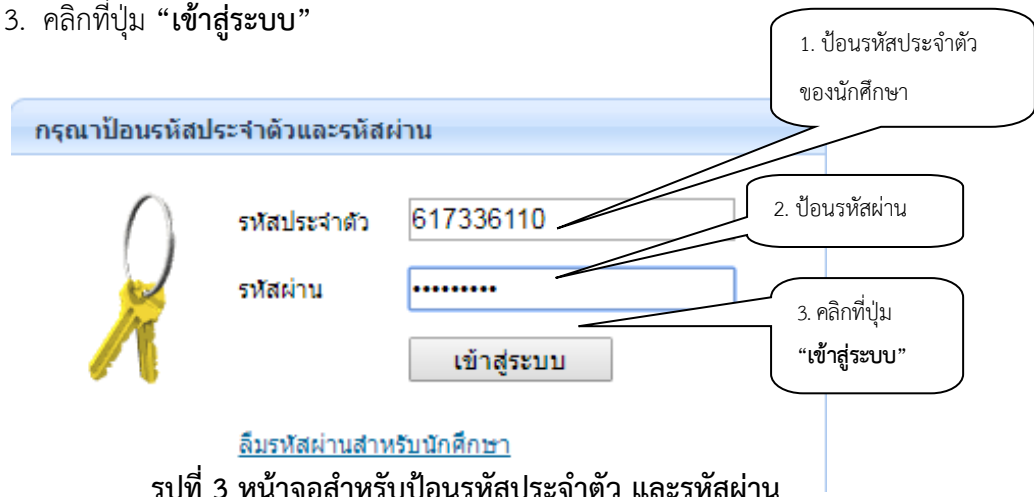 3. คลิกที่ปุ่ม “เข้าสู่ระบบ”
1. ป้อนรหัสประจำตัว
ของนักศึกษา
กรุณาป้อนรหัสประจำตัวและรหัสผ่าน
รหัสประจำตัว 617336110
2. ป้อนรหัสผ่าน
รหัสผ่าน •••••••••
3. คลิกที่ปุ่ม
“เข้าสู่ระบบ”
เข้าสู่ระบบ
ลืมรหัสผ่านสำหรับนักศึกษา
รูปที่ 3 หน้าจอสำหรับป้อนรหัสประจำตัว และรหัสผ่าน